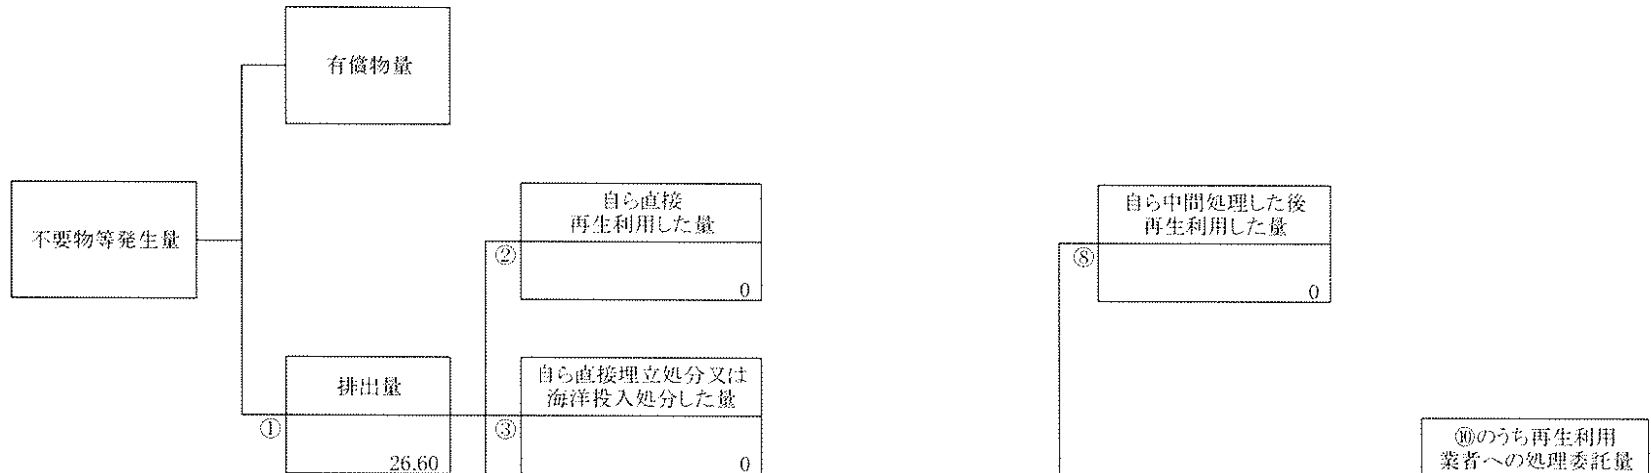 有償物量
不要物等発生量
自ら直接
再生利用した量
②
0
自ら中間処理した後
再生利用した量
⑧
0
排出量
①
26.60
自ら直接埋立処分又は
海洋投入処分した量
③
0
⑩のうち再生利用
業者への処理委託量